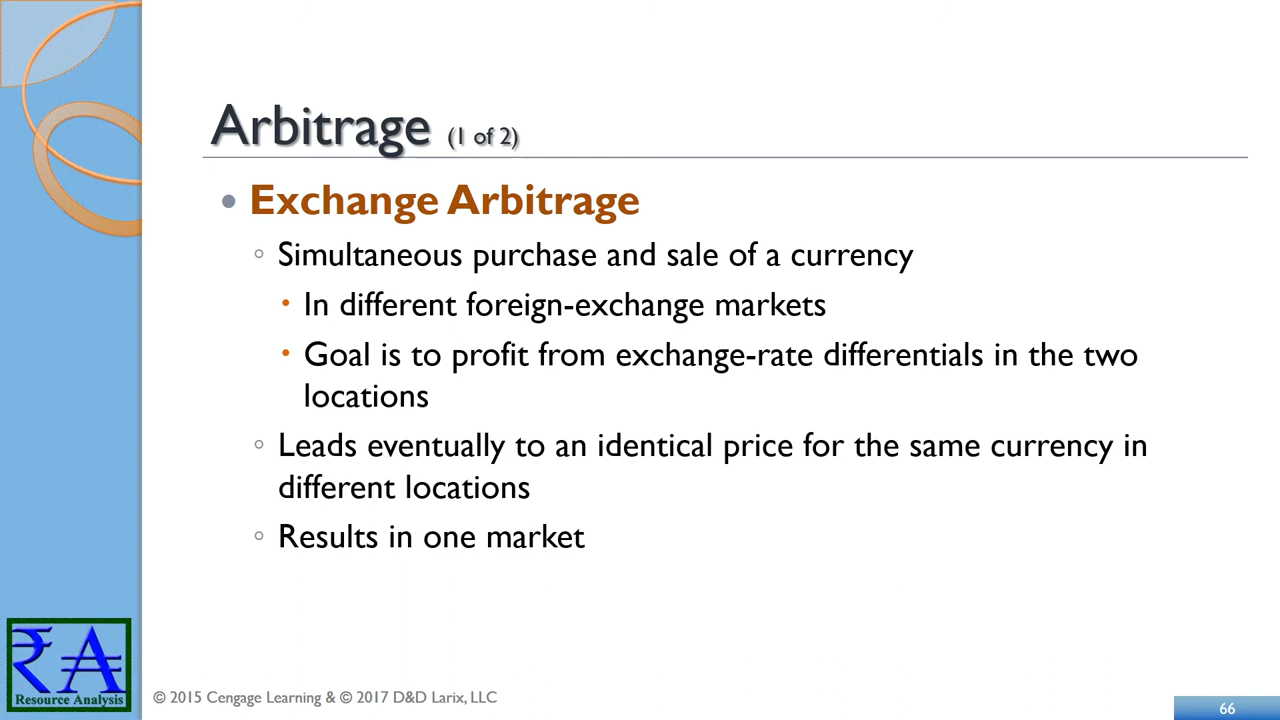 Arbitrage (1 of 2)
• Exchange Arbitrage
◦ Simultaneous purchase and sale of a currency
▪ In different foreign-exchange markets
▪ Goal is to profit from exchange-rate differentials in the two
locations
◦ Leads eventually to an identical price for the same currency in
different locations
◦ Results in one market
₹A
Resource Analysis
© 2015 Cengage Learning & © 2017 D&D Larix, LLC
66